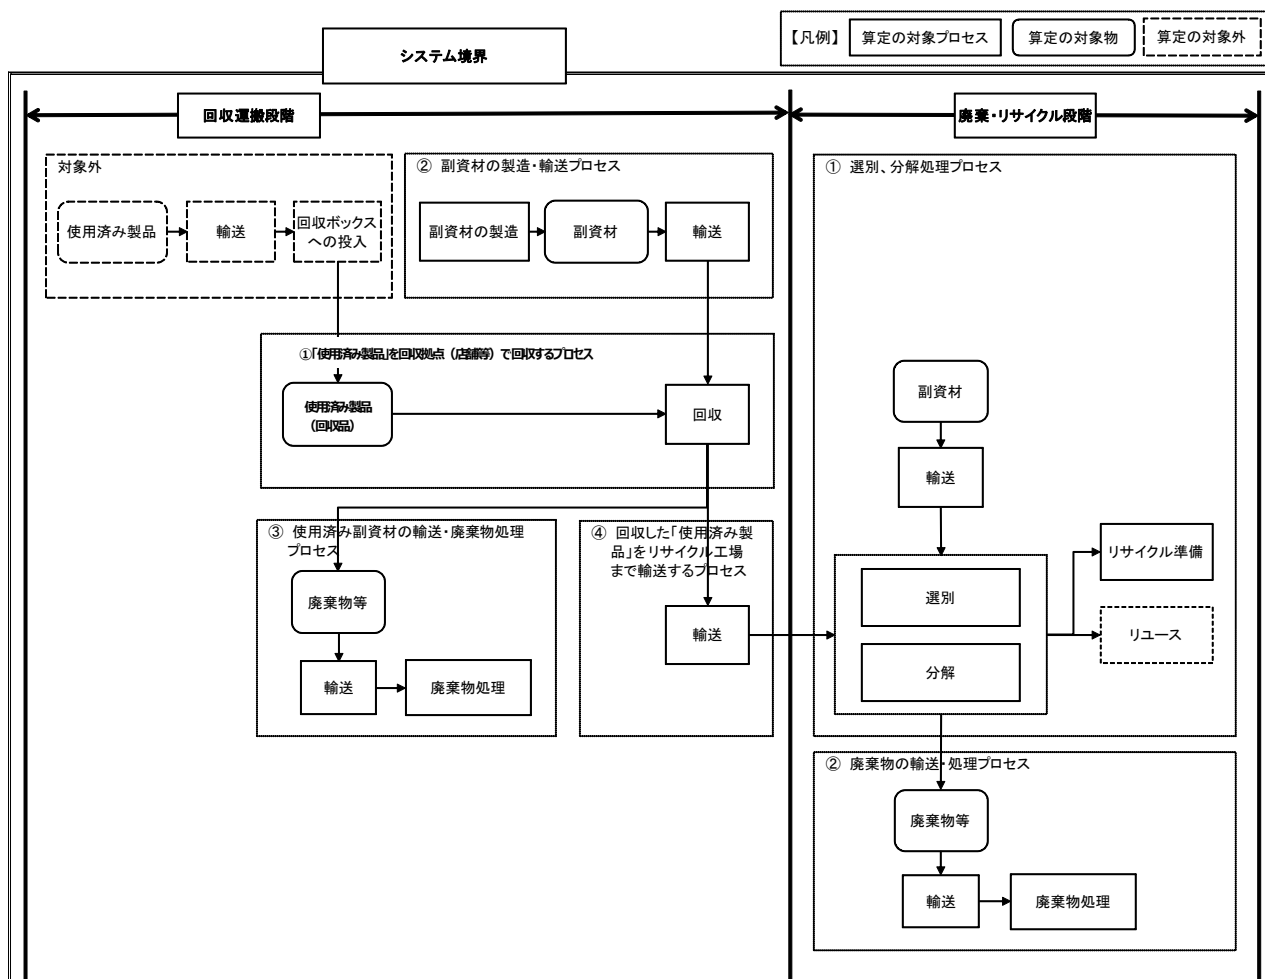 【凡例】
算定の対象プロセス
算定の対象物
算定の対象外
システム境界
回収運搬段階
廃棄・リサイクル段階
対象外
使用済み製品
輸送
回収ボックス
への投入
② 副資材の製造・輸送プロセス
副資材の製造
副資材
輸送
①「使用済み製品」を回収拠点（店舗等）で回収するプロセス
使用済み製品
（回収品）
回収
③ 使用済み副資材の輸送・廃棄物処理
プロセス
廃棄物等
輸送
廃棄物処理
④ 回収した「使用済み製
品」をリサイクル工場
まで輸送するプロセス
輸送
① 選別、分解処理プロセス
副資材
輸送
選別
分解
リサイクル準備
リユース
② 廃棄物の輸送・処理プロセス
廃棄物等
輸送
廃棄物処理